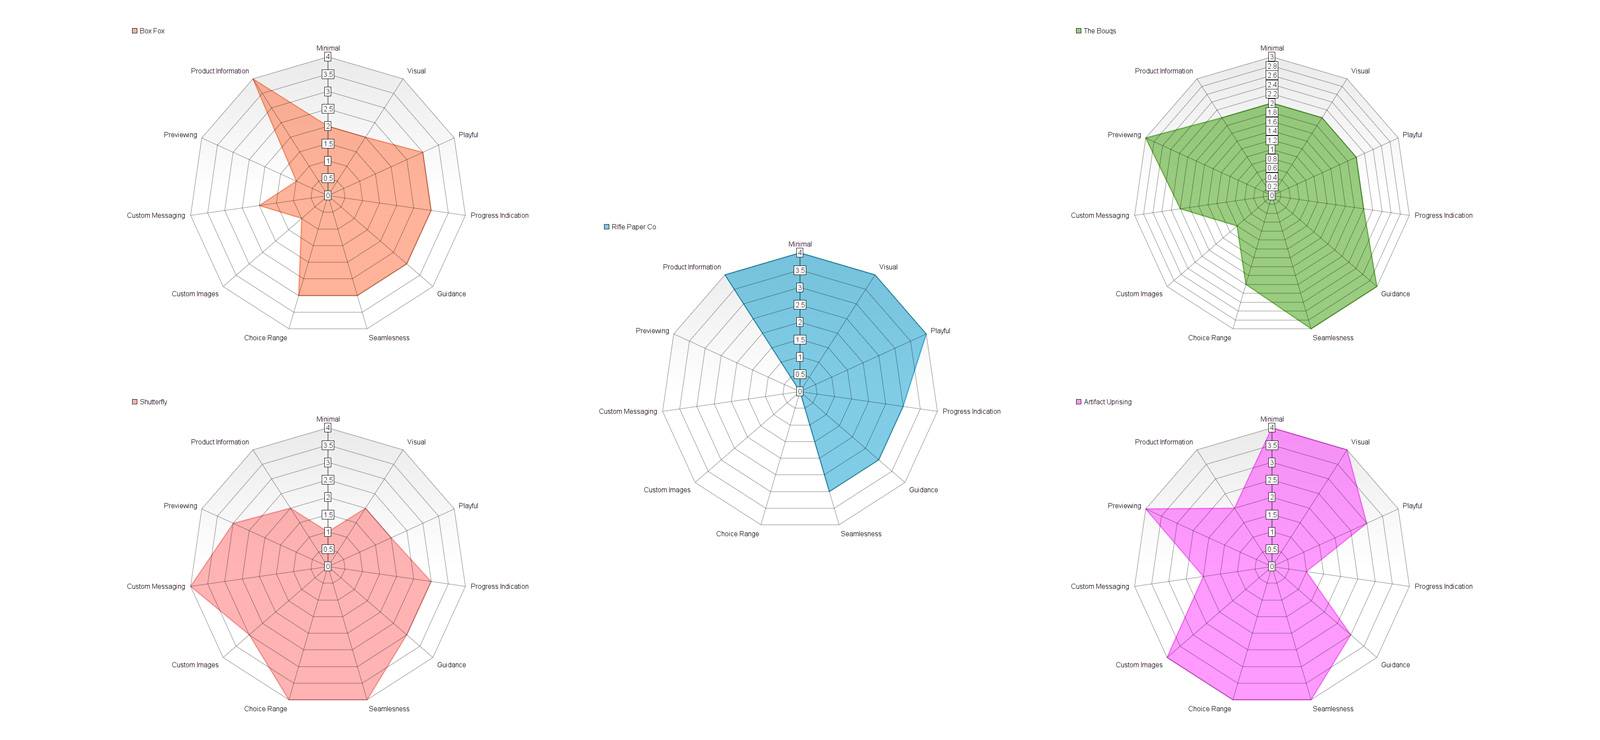 Box Fox
Minimal
Product Information
Visual
Previewing
Playful
Custom Messaging
Progress Indication
Custom Images
Guidance
Choice Range
Seamlesness
4
3.5
3
2.5
2
1.5
1
0.5
0
Shutterfly
Minimal
Product Information
Visual
Previewing
Playful
Custom Messaging
Progress Indication
Custom Images
Guidance
Choice Range
Seamlesness
4
3.5
3
2.5
2
1.5
1
0.5
0
Rifle Paper Co
Minimal
Product Information
Visual
Previewing
Playful
Custom Messaging
Progress Indication
Custom Images
Guidance
Choice Range
Seamlesness
4
3.5
3
2.5
2
1.5
1
0.5
0
The Bouqs
Minimal
Product Information
Visual
Previewing
Playful
Custom Messaging
Progress Indication
Custom Images
Guidance
Choice Range
Seamlesness
3
2.8
2.6
2.4
2.2
2
1.8
1.6
1.4
1.2
1
0.8
0.6
0.4
0.2
0
Artifact Uprising
Minimal
Product Information
Visual
Previewing
Playful
Custom Messaging
Progress Indication
Custom Images
Guidance
Choice Range
Seamlesness
4
3.5
3
2.5
2
1.5
1
0.5
0